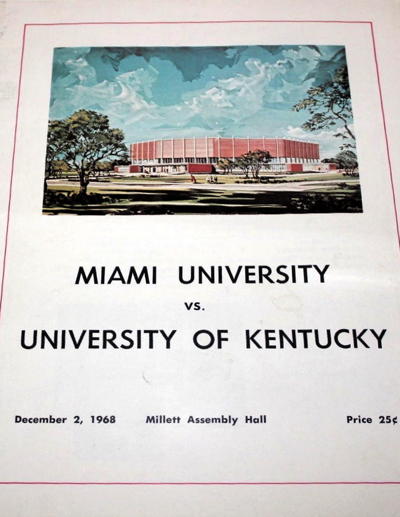 MIAMI UNIVERSITY
vs.
UNIVERSITY OF KENTUCKY
December 2, 1968 Millett Assembly Hall Price 25¢